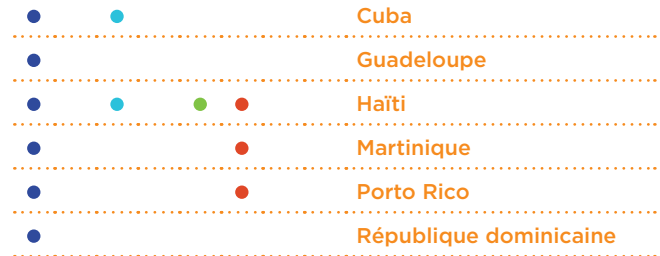 Cuba
Guadeloupe
Haïti
Martinique
Porto Rico
République dominicaine